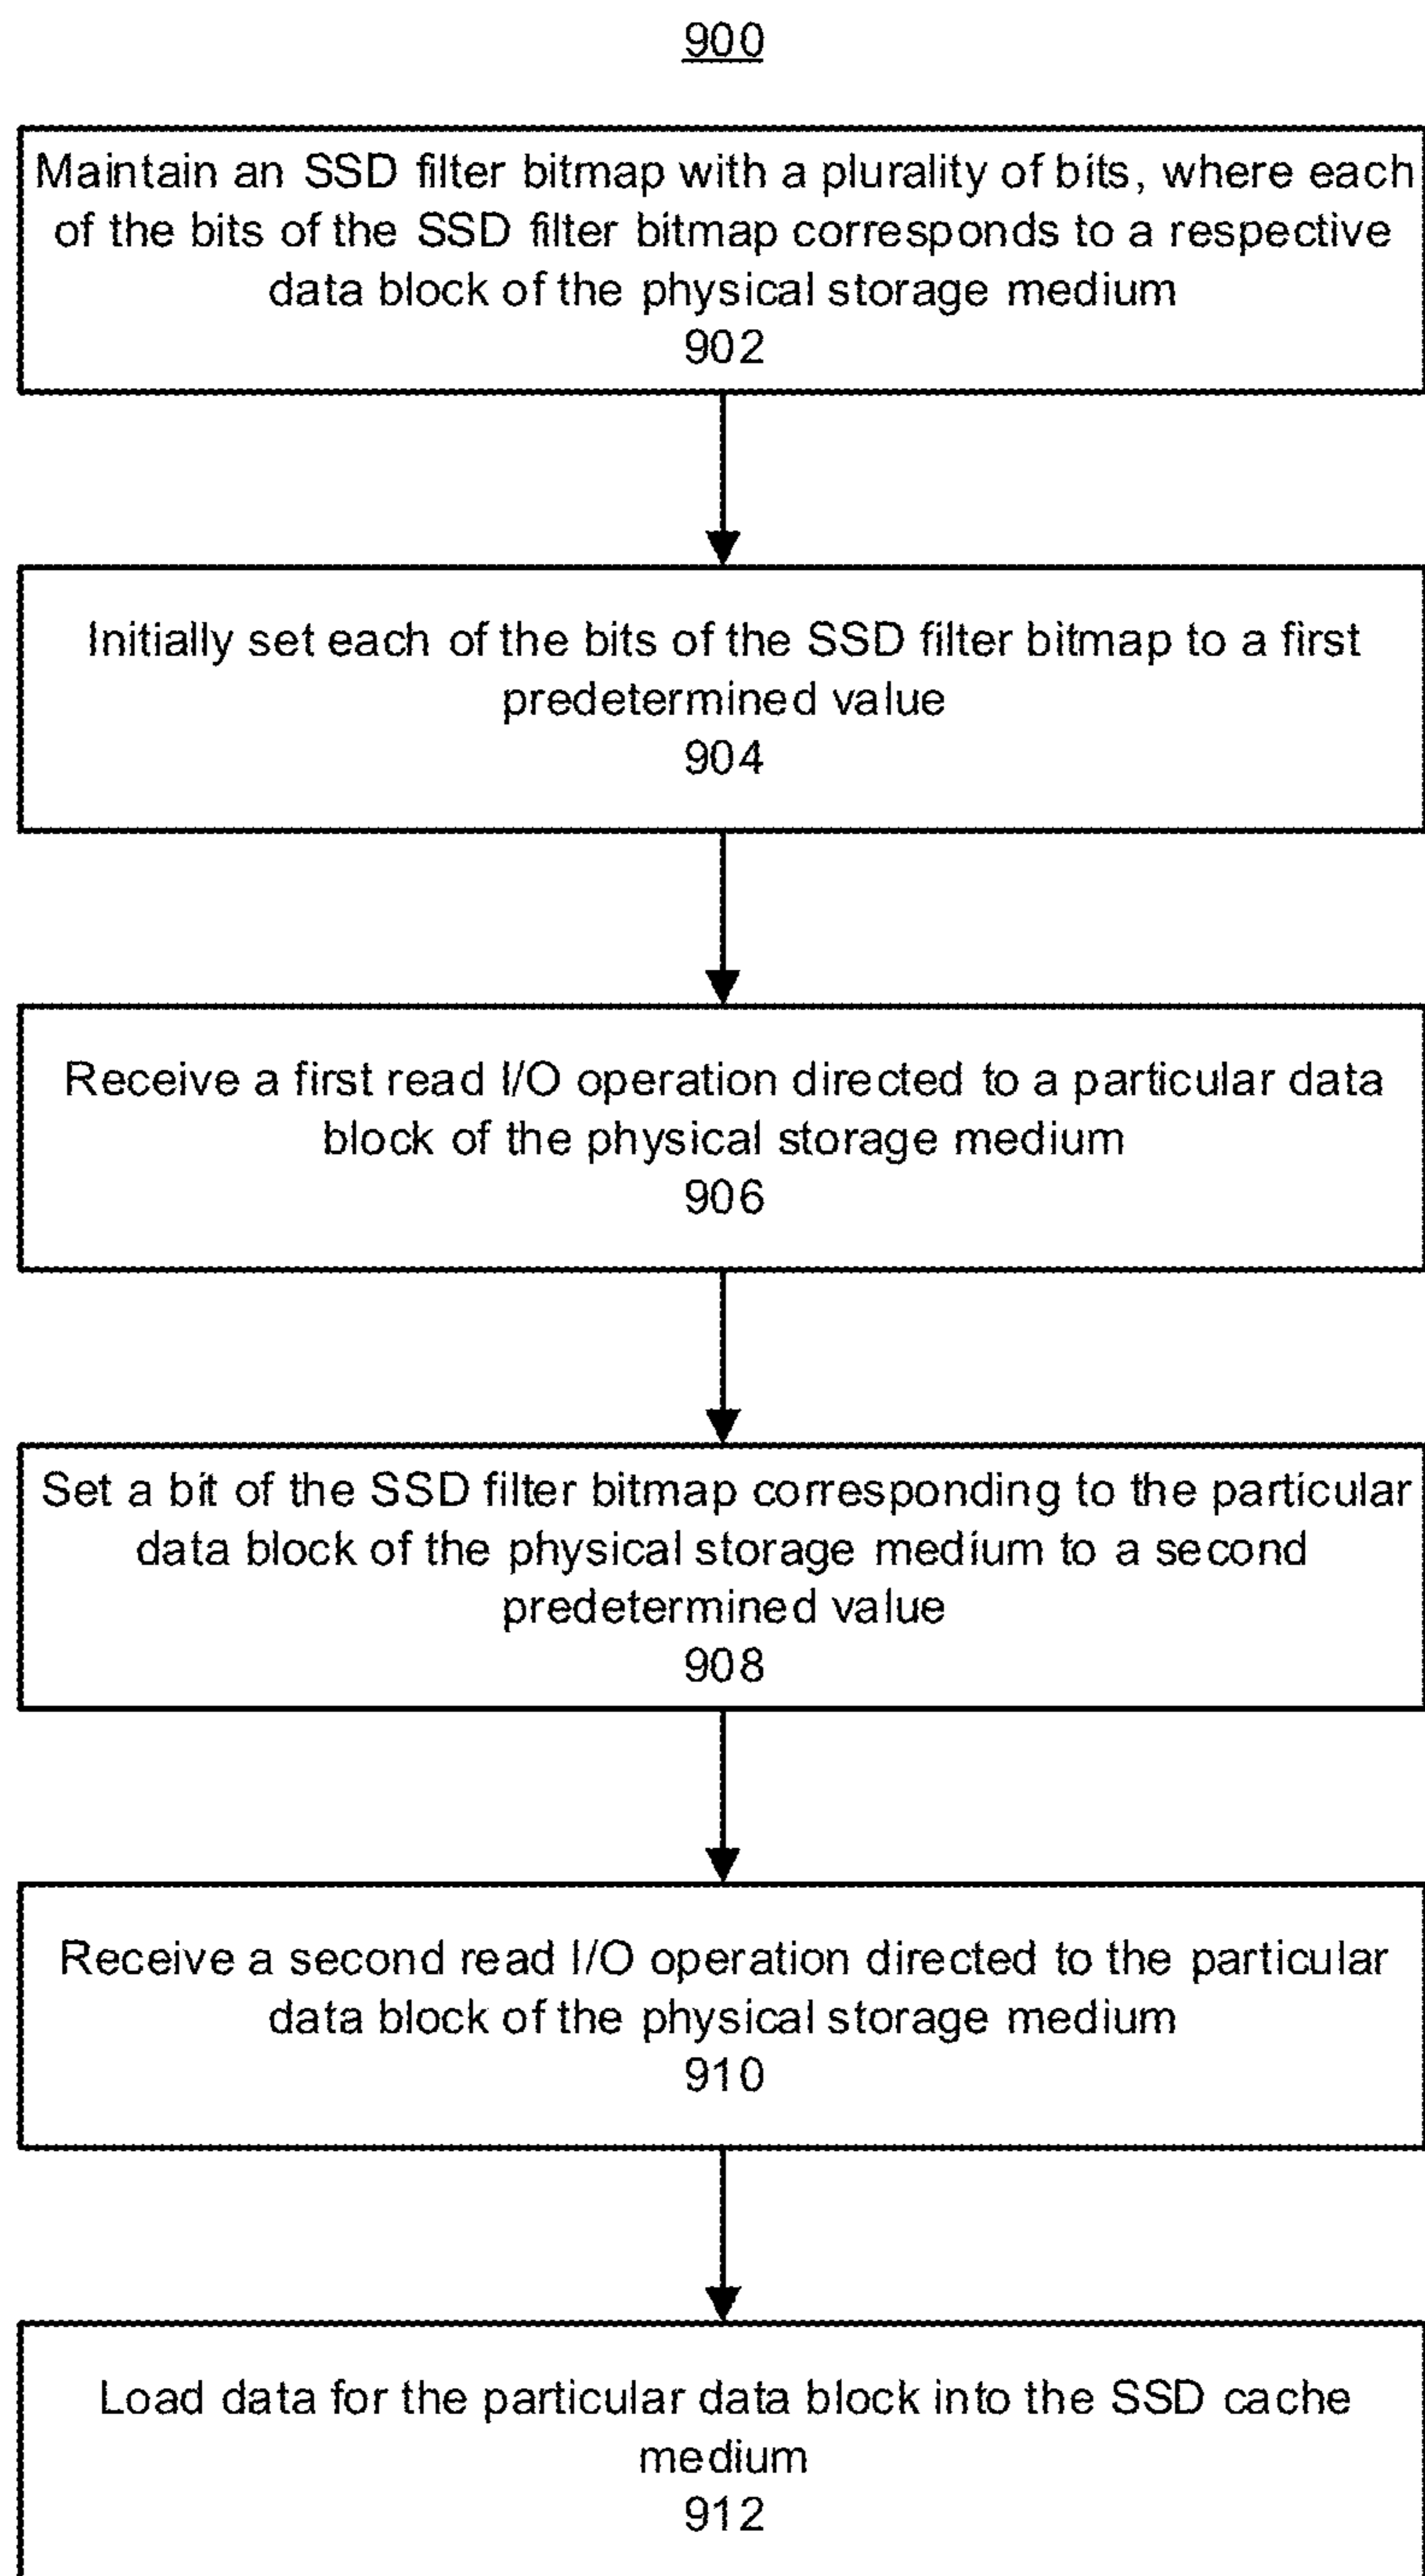 900
Maintain an SSD filter bitmap with a plurality of bits, where each
of the bits of the SSD filter bitmap corresponds to a respective
data block of the physical storage medium
902
Initially set each of the bits of the SSD filter bitmap to a first
predetermined value
904
Receive a first read I/O operation directed to a particular data
block of the physical storage medium
906
Set a bit of the SSD filter bitmap corresponding to the particular
data block of the physical storage medium to a second
predetermined value
908
Receive a second read I/O operation directed to the particular
data block of the physical storage medium
910
Load data for the particular data block into the SSD cache
medium
912